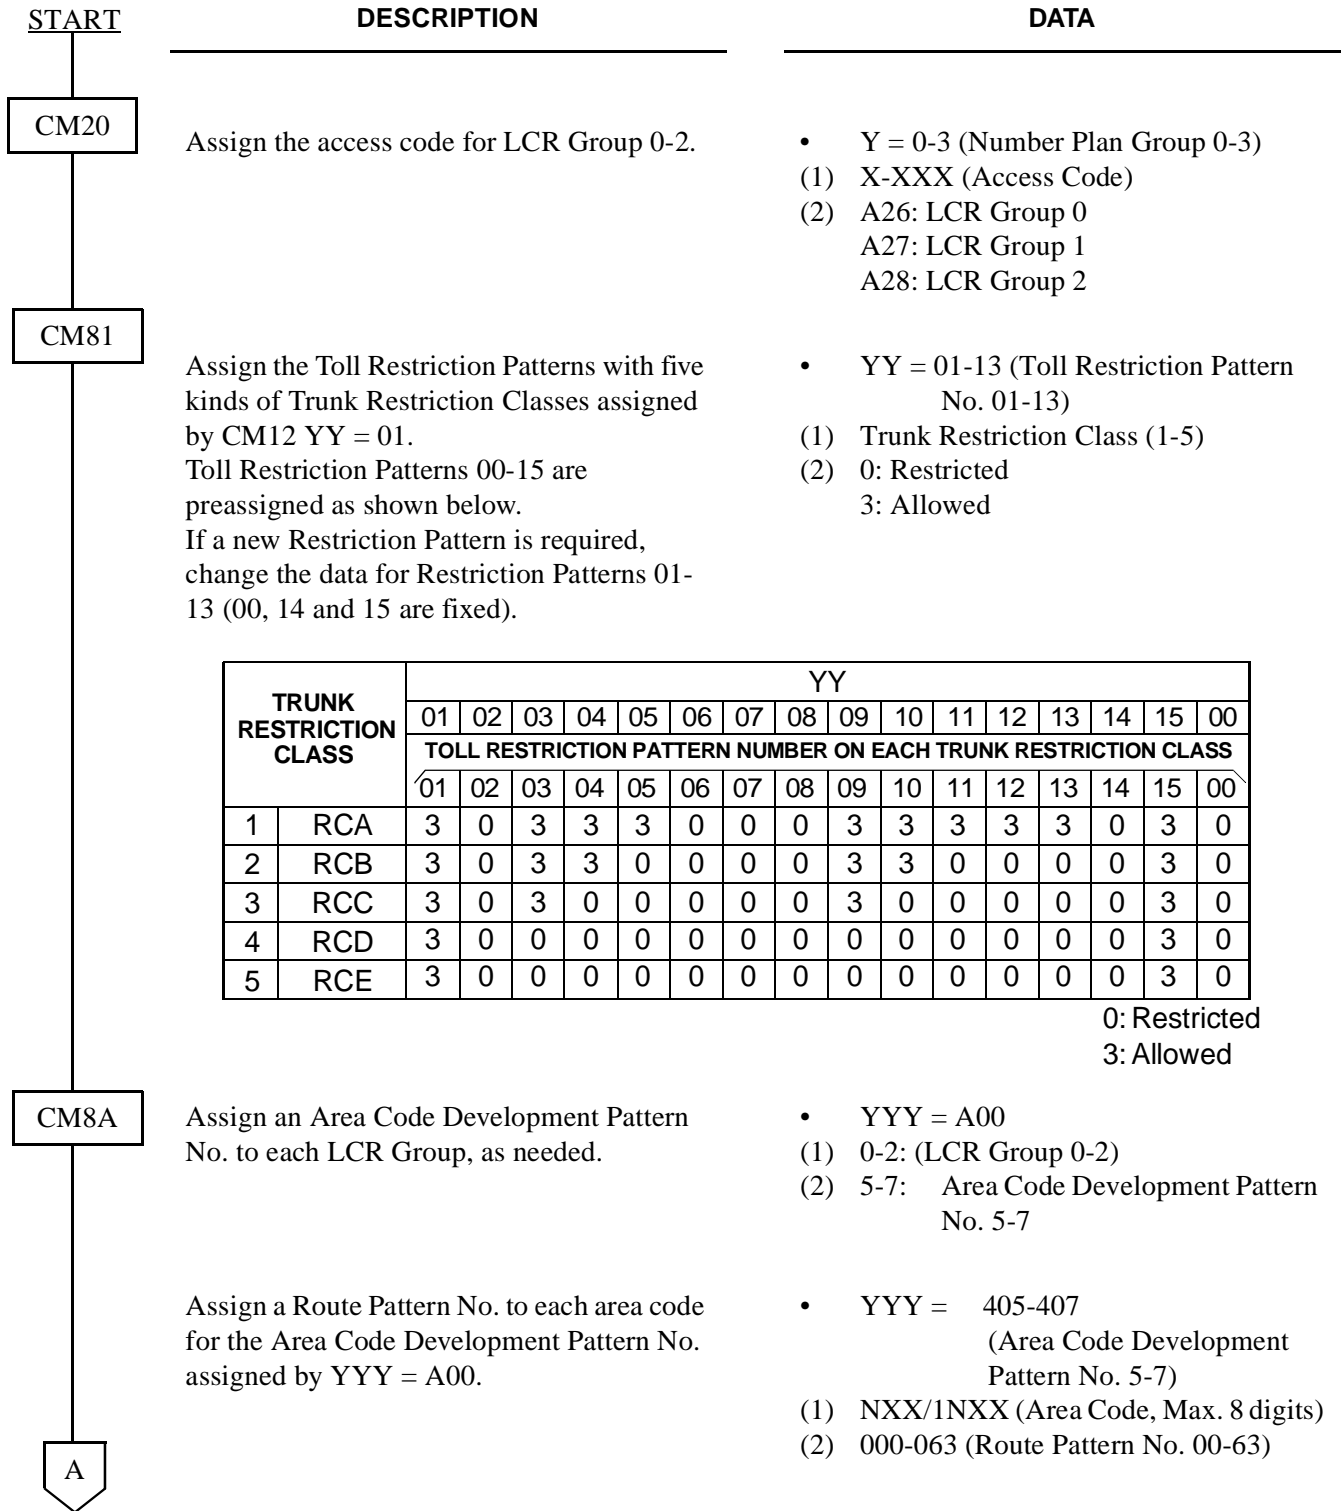 START
DESCRIPTION
DATA
CM20
Assign the access code for LCR Group 0-2.
• Y = 0-3 (Number Plan Group 0-3)
(1) X-XXX (Access Code)
(2) A26: LCR Group 0
A27: LCR Group 1
A28: LCR Group 2
CM81
Assign the Toll Restriction Patterns with five
kinds of Trunk Restriction Classes assigned
by CM12 YY = 01.
Toll Restriction Patterns 00-15 are
preassigned as shown below.
If a new Restriction Pattern is required,
change the data for Restriction Patterns 01-
13 (00, 14 and 15 are fixed).
• YY = 01-13 (Toll Restriction Pattern
No. 01-13)
(1) Trunk Restriction Class (1-5)
(2) 0: Restricted
3: Allowed
TRUNK
RESTRICTION
CLASS
YY
01 02 03 04 05 06 07 08 09 10 11 12 13 14 15 00
TOLL RESTRICTION PATTERN NUMBER ON EACH TRUNK RESTRICTION CLASS
01 02 03 04 05 06 07 08 09 10 11 12 13 14 15 00
1 RCA 3 0 3 3 3 0 0 0 3 3 3 3 3 0 3 0
2 RCB 3 0 3 3 0 0 0 0 3 3 0 0 0 0 3 0
3 RCC 3 0 3 0 0 0 0 0 3 0 0 0 0 0 3 0
4 RCD 3 0 0 0 0 0 0 0 0 0 0 0 0 0 3 0
5 RCE 3 0 0 0 0 0 0 0 0 0 0 0 0 0 3 0
0: Restricted
3: Allowed
CM8A
Assign an Area Code Development Pattern
No. to each LCR Group, as needed.
• YYY = A00
(1) 0-2: (LCR Group 0-2)
(2) 5-7: Area Code Development Pattern
No. 5-7
Assign a Route Pattern No. to each area code
for the Area Code Development Pattern No.
assigned by YYY = A00.
• YYY = 405-407
(Area Code Development
Pattern No. 5-7)
(1) NXX/1NXX (Area Code, Max. 8 digits)
(2) 000-063 (Route Pattern No. 00-63)
A